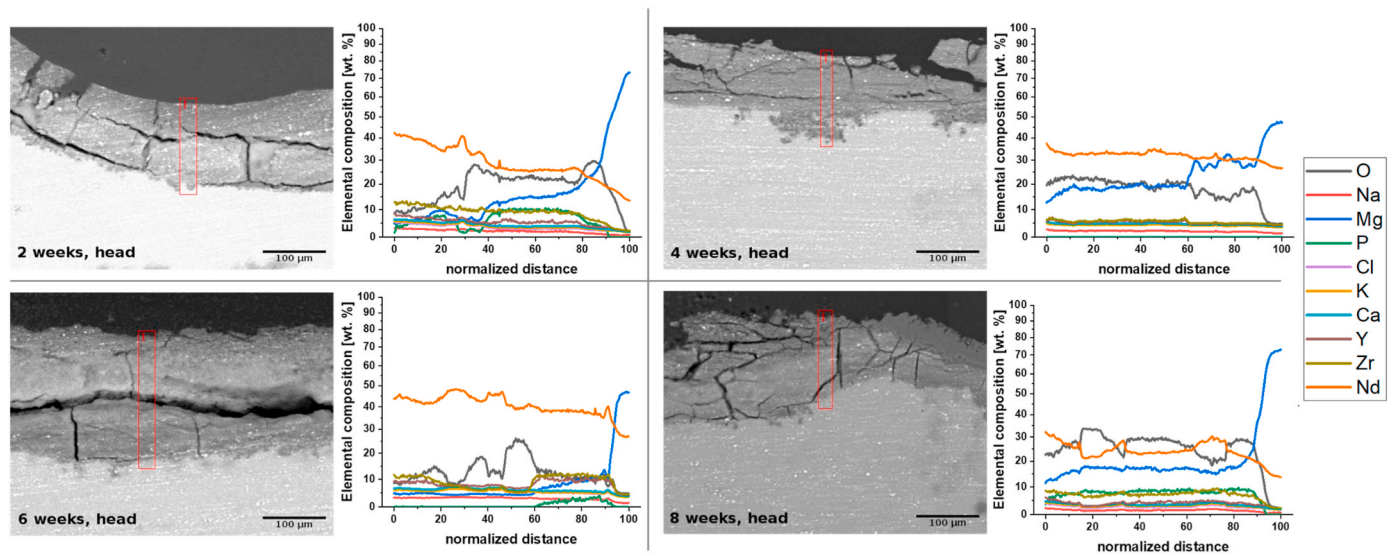 2 weeks, head
100 µm
Elemental composition [wt. %]
100
90
80
70
60
50
40
30
20
10
0
0 20 40 60 80 100
normalized distance
4 weeks, head
100 µm
Elemental composition [wt. %]
100
90
80
70
60
50
40
30
20
10
0
0 20 40 60 80 100
normalized distance
O
Na
Mg
P
Cl
K
Ca
Y
Zr
Nd
6 weeks, head
100 µm
Elemental composition [wt. %]
100
90
80
70
60
50
40
30
20
10
0
0 20 40 60 80 100
normalized distance
8 weeks, head
100 µm
Elemental composition [wt. %]
100
90
80
70
60
50
40
30
20
10
0
0 20 40 60 80 100
normalized distance